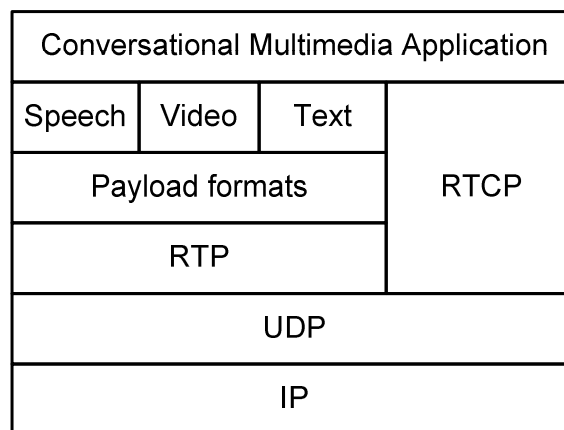 Conversational Multimedia Application
Speech
Video
Text
Payload formats
RTCP
RTP
UDP
IP